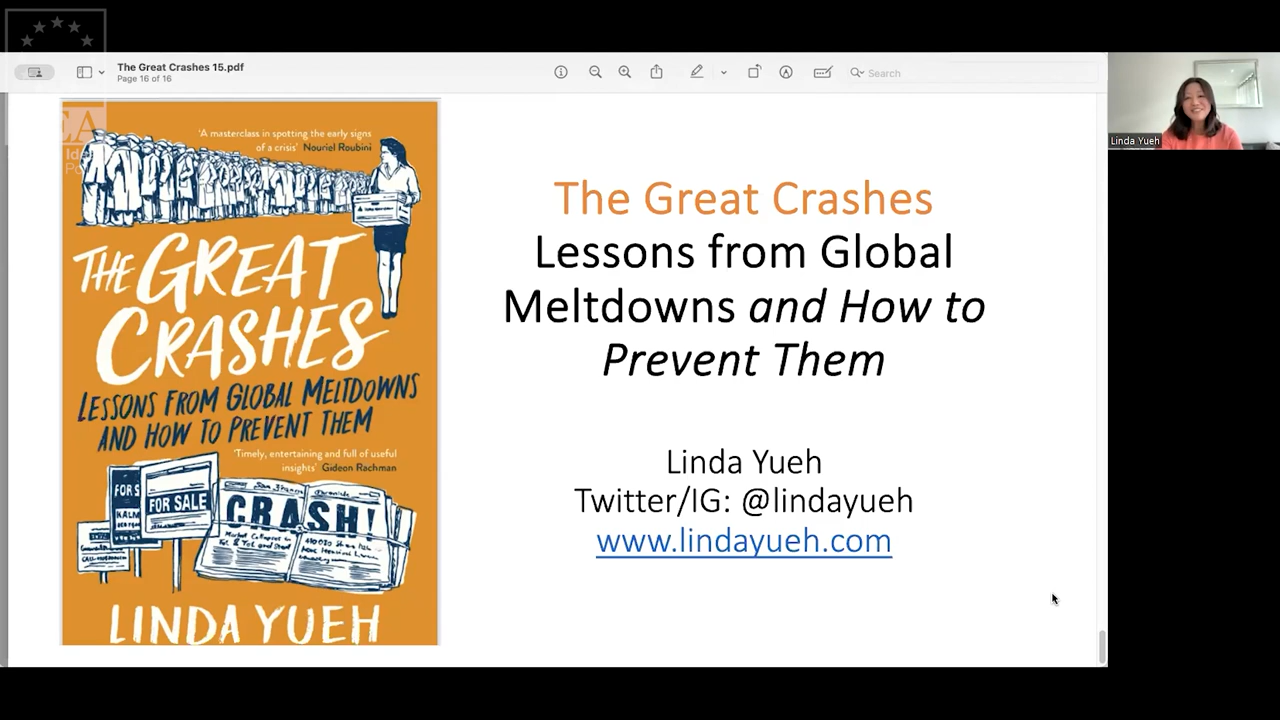 The Great Crashes 15.pdf
Page 16 of 16
Search
Linda Yueh
EA
'A masterclass in spotting the early signs
of a crisis' Nouriel Roubini
THE GREAT
CRASHES
LESSONS FROM GLOBAL MELTDOWNS
AND HOW TO PREVENT THEM
'Timely, entertaining and full of useful
insights' Gideon Rachman
FOR S
FOR SALE
CRASH!
LINDA YUEH
The Great Crashes
Lessons from Global
Meltdowns and How to
Prevent Them
Linda Yueh
Twitter/IG: @lindayueh
www.lindayueh.com